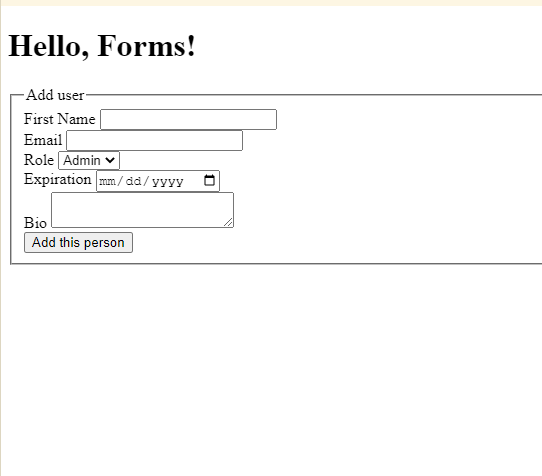 Hello, Forms!
Add user
First Name
Email
Role Admin
Expiration mm/dd/yyyy
Bio
Add this person